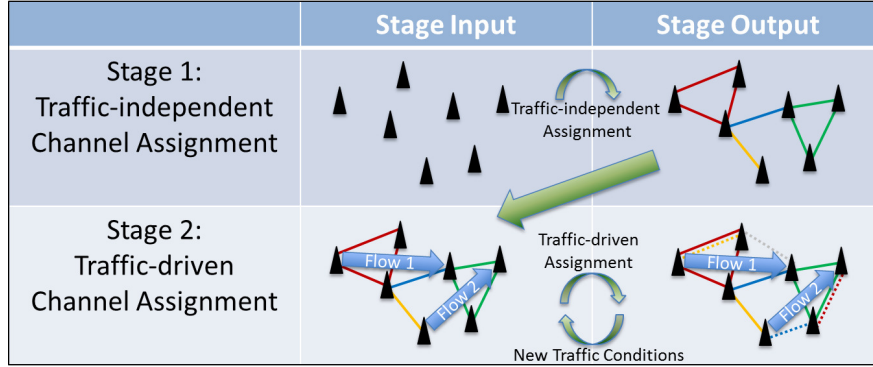 Stage Input
Stage Output
Stage 1:
Traffic-independent
Channel Assignment
Traffic-independent
Assignment
Stage 2:
Traffic-driven
Channel Assignment
Flow 1
Flow 2
Traffic-driven
Assignment
New Traffic Conditions
Flow 1
Flow 2